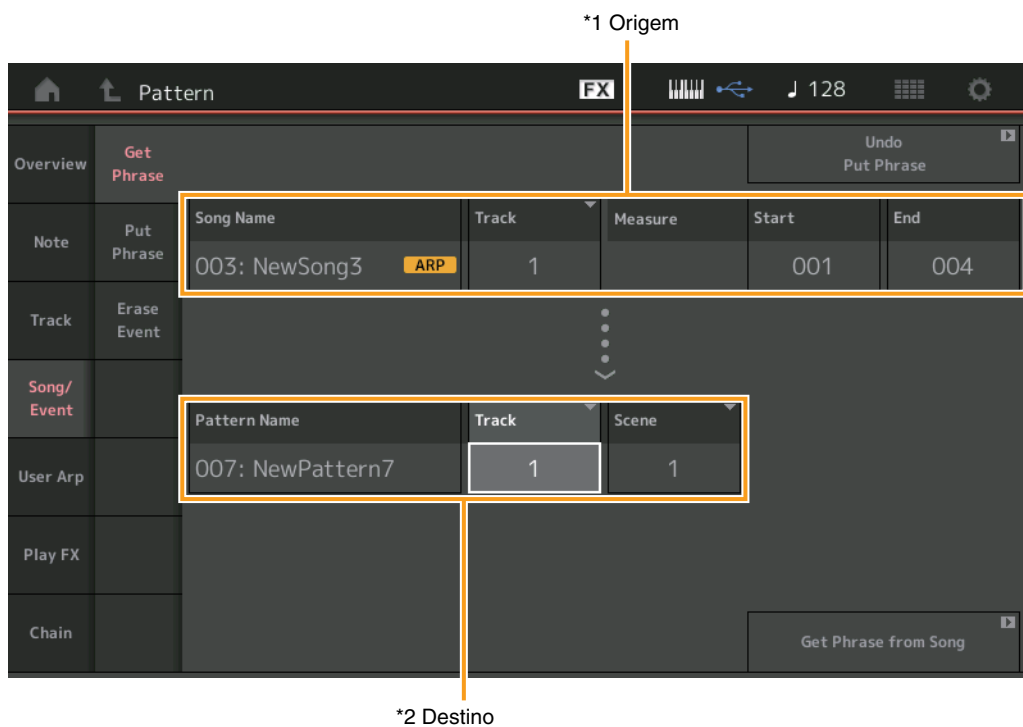 *1 Origem
Pattern
FX
128
Overview
Get
Phrase
Undo
Put Phrase
Note
Put
Phrase
Song Name
Track
Measure
Start
End
003: NewSong3
ARP
1
001
004
Track
Erase
Event
Song/
Event
Pattern Name
Track
Scene
007: NewPattern7
1
1
User Arp
Play FX
Chain
Get Phrase from Song
*2 Destino